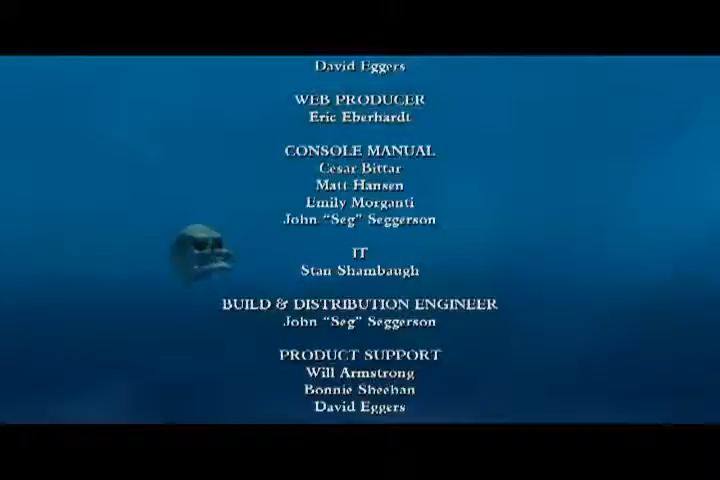 David Eggers
WEB PRODUCER
Eric Eberhardt
CONSOLE MANUAL
Cesar Bittar
Matt Hansen
Emily Morganti
John “Seg” Seggerson
IT
Stan Shambaugh
BUILD & DISTRIBUTION ENGINEER
John “Seg” Seggerson
PRODUCT SUPPORT
Will Armstrong
Bonnie Sheehan
David Eggers